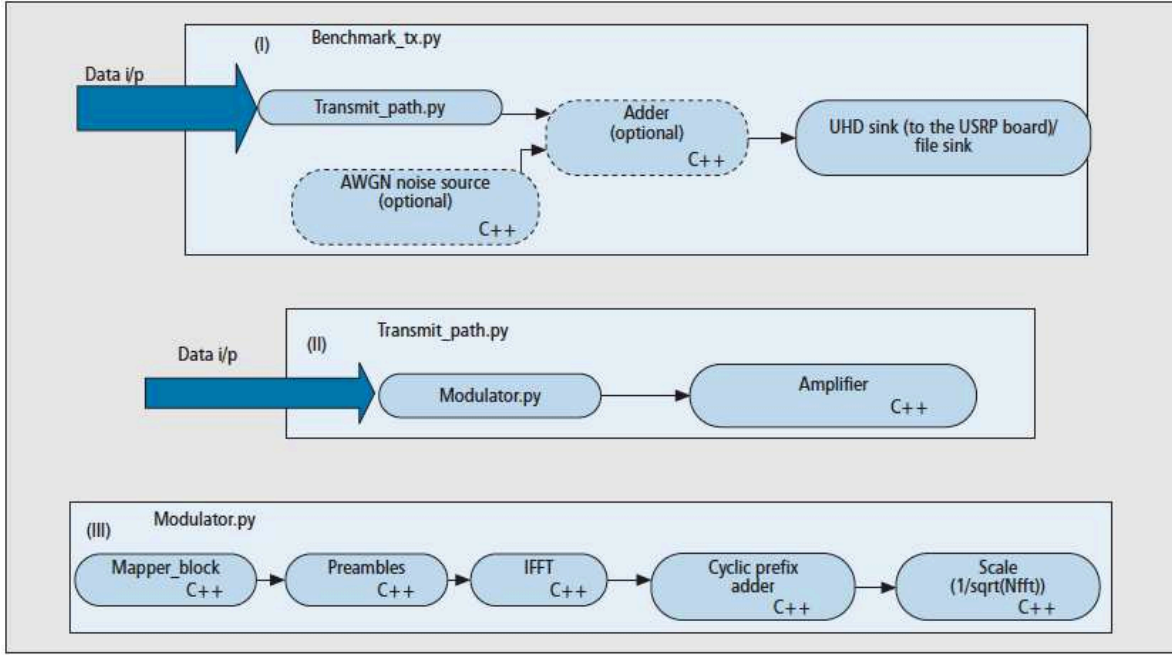 (I)
Benchmark_tx.py
Data i/p
Transmit_path.py
Adder
(optional)
C++
UHD sink (to the USRP board)/
file sink
AWGN noise source
(optional)
C++
(II)
Transmit_path.py
Data i/p
Modulator.py
Amplifier
C++
(III)
Modulator.py
Mapper_block
C++
Preambles
C++
IFFT
C++
Cyclic prefix
adder
C++
Scale
(1/sqrt(Nfft))
C++